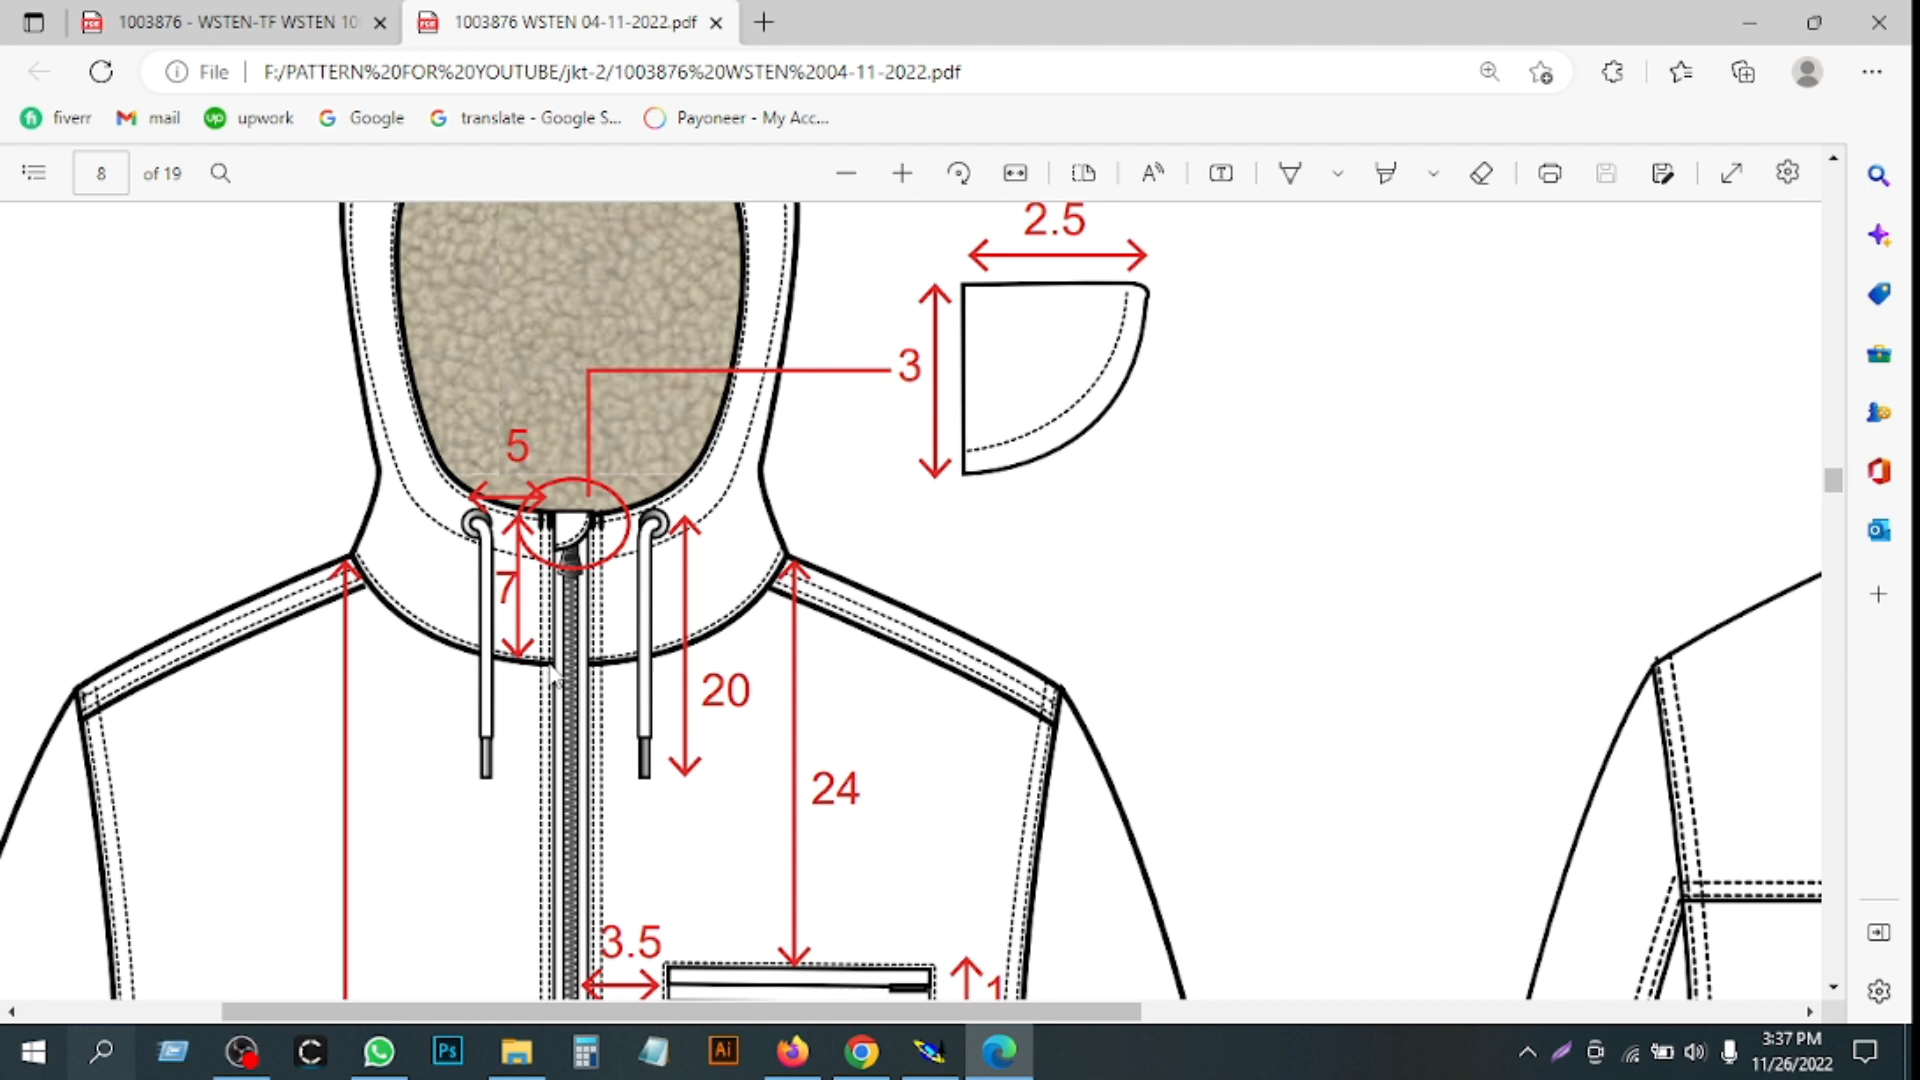 1003876 - WSTEN-TF WSTEN 10
1003876 WSTEN 04-11-2022.pdf
File
F:/PATTERN%20FOR%20YOUTUBE/jkt-2/1003876%20WSTEN%2004-11-2022.pdf
fiverr
mail
upwork
Google
translate - Google S...
Payoneer - My Acc...
8
of 19
2.5
3
5
7
20
24
3.5
1
Ps
Ai
3:37 PM
11/26/2022